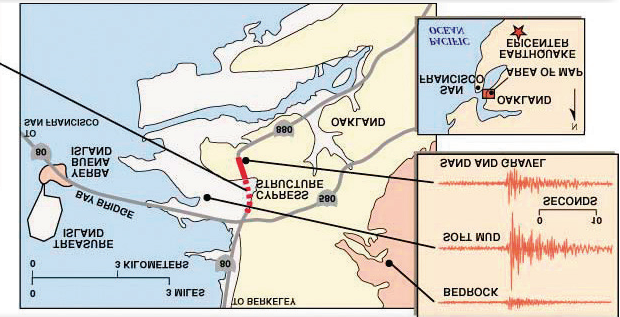 TO BERKELEY
0 3 MILES
0 3 KILOMETERS
80
TREASURE
ISLAND
BAY BRIDGE
YERBA
BUENA
ISLAND
80
TO
SAN FRANCISCO
580
CYPRESS
STRUCTURE
880
OAKLAND
BEDROCK
SOFT MUD
0 10
SECONDS
SAND AND GRAVEL
N
OAKLAND
SAN
FRANCISCO
AREA OF MAP
EARTHQUAKE
EPICENTER
PACIFIC
OCEAN